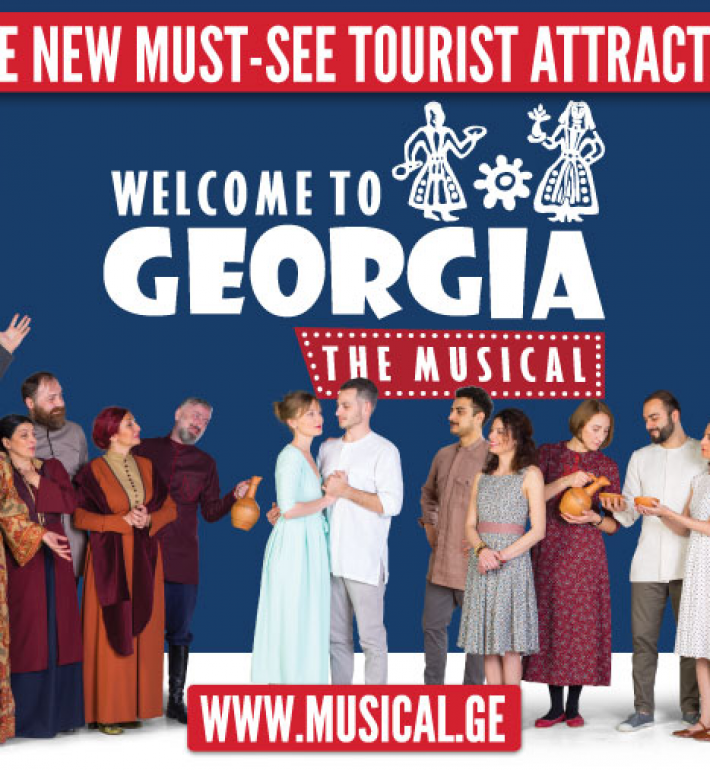 E NEW MUST-SEE TOURIST ATTRACT
WELCOME TO
GEORGIA
THE MUSICAL
WWW.MUSICAL.GE